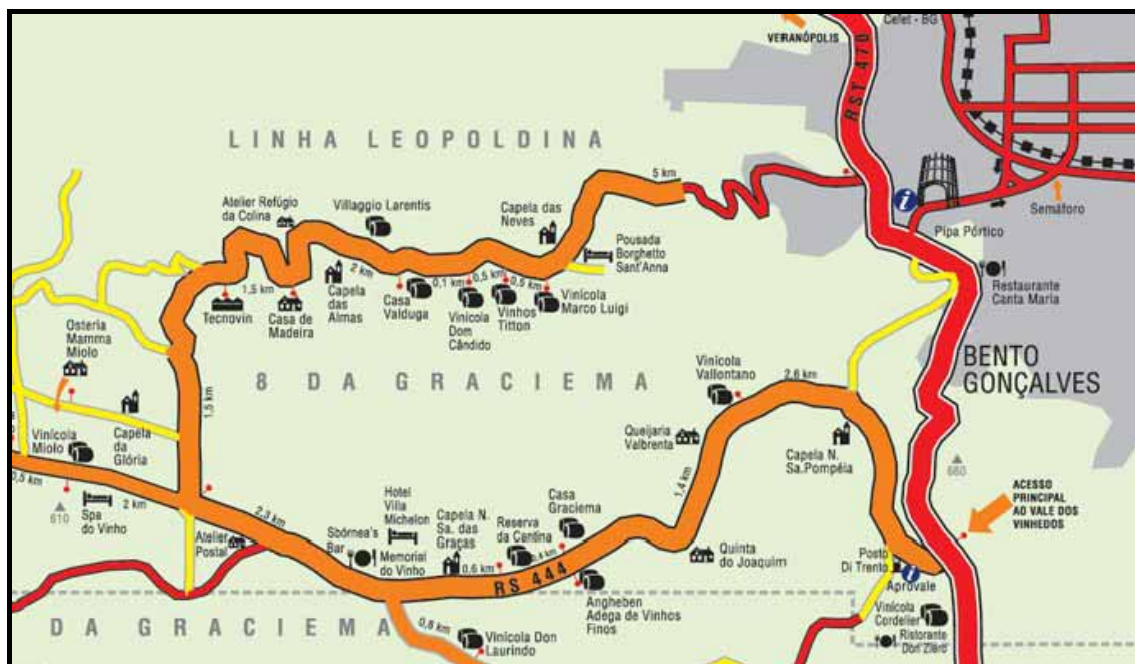 Celet - BG
VERANÓPOLIS
RST 470
LINHA LEOPOLDINA
5 km
Atelier Refúgio
da Colina
Villaggio Larentis
Capela das
Neves
Semáforo
Pipa Pórtico
Pousada
Borghetto
Sant'Anna
Restaurante
Canta Maria
1,5 km
2 km
0,1 km
0,5 km
0,5 km
Tecnovin
Casa de
Madeira
Capela
das
Almas
Casa
Valduga
Vinícola
Dom
Cândido
Vinhos
Titton
Vinícola
Marco Luigi
Osteria
Mamma
Miolo
8 DA GRACIEMA
BENTO
GONÇALVES
Vinícola
Vallontano
2,6 km
1,5 km
Capela
da
Glória
Vinícola
Miolo
Queijaria
Valbrenta
Capela N.
Sa.Pompéia
660
0,5 km
2 km
610
Spa
do Vinho
1,4 km
ACESSO
PRINCIPAL
AO VALE DOS
VINHEDOS
2,3 km
Hotel
Villa
Michelon
Capela N.
Sa. das
Graças
Reserva
da Cantina
Casa
Graciema
Atelier
Postal
Sbórnea's
Bar
Memorial
do Vinho
0,6 km
0,4 km
Quinta
do Joaquim
Posto
Di Trento
Aprovale
RS 444
Angheben
Adega de Vinhos
Finos
Vinícola
Cordelier
Ristorante
Don Ziero
DA GRACIEMA
0,8 km
Vinícola Don
Laurindo